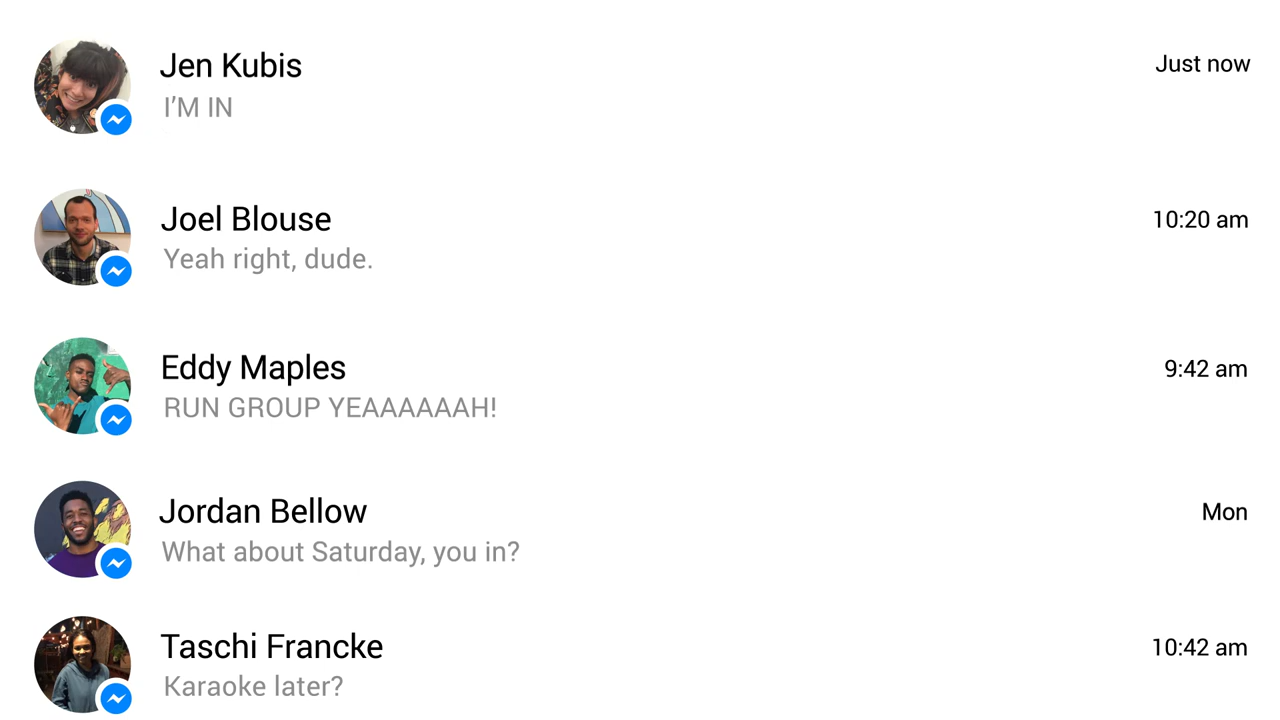 Jen Kubis
Just now
I’M IN
Joel Blouse
10:20 am
Yeah right, dude.
Eddy Maples
9:42 am
RUN GROUP YEAAAAAAH!
Jordan Bellow
Mon
What about Saturday, you in?
Taschi Francke
10:42 am
Karaoke later?